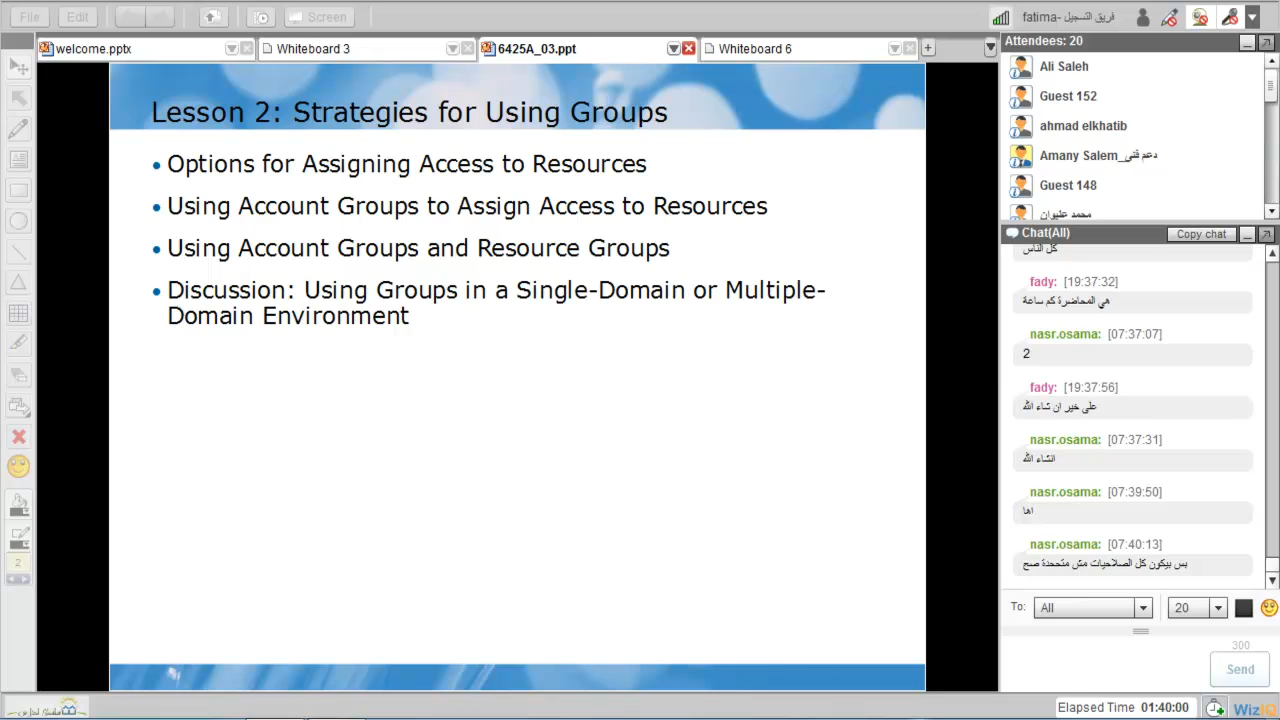 File
Edit
Screen
fatima- فريق التسجيل
welcome.pptx
Whiteboard 3
6425A_03.ppt
Whiteboard 6
Attendees: 20
Ali Saleh
Guest 152
ahmad elkhatib
Amany Salem_دعم فنى
Guest 148
محمد عليوان
Lesson 2: Strategies for Using Groups
• Options for Assigning Access to Resources
• Using Account Groups to Assign Access to Resources
• Using Account Groups and Resource Groups
• Discussion: Using Groups in a Single-Domain or Multiple-
Domain Environment
Chat(All)
Copy chat
كل الناس
fady: [19:37:32]
هي المحاضرة كم ساعة
nasr.osama: [07:37:07]
2
fady: [19:37:56]
على خير ان شاء الله
nasr.osama: [07:37:31]
انشاء الله
nasr.osama: [07:39:50]
اها
nasr.osama: [07:40:13]
بس بيكون كل الصلاحيات مش متححدة صح
To:
All
20
300
Send
2
Elapsed Time 01:40:00
WizIQ